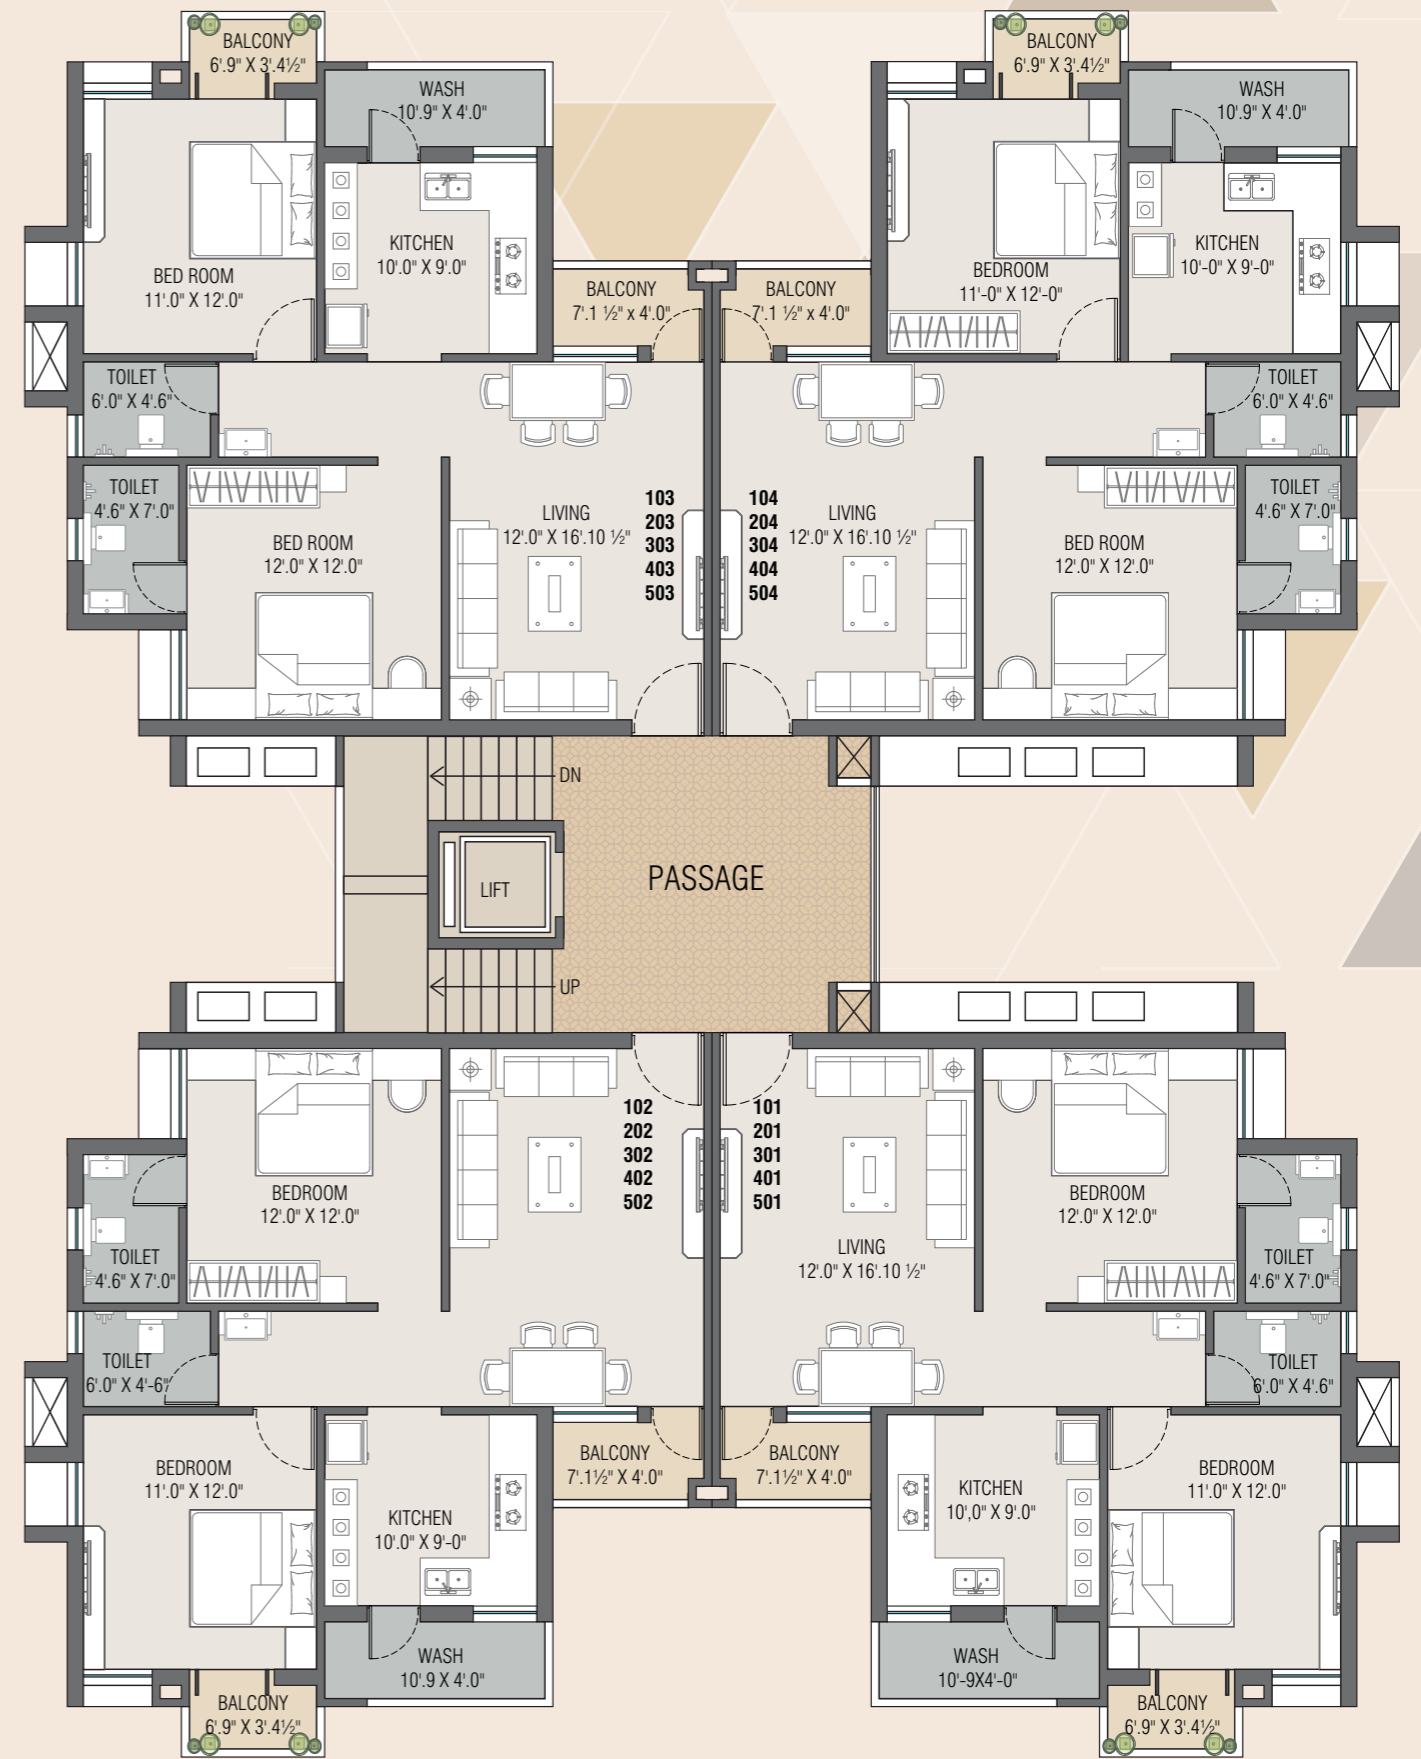 BALCONY
6'.9" X 3'.4½"
WASH
10'.9" X 4'.0"
KITCHEN
10'.0" X 9'.0"
BED ROOM
11'.0" X 12'.0"
BALCONY
7'.1 ½" x 4'.0"
TOILET
6'.0" X 4'.6"
TOILET
4'.6" X 7'.0"
BED ROOM
12'.0" X 12'.0"
LIVING
12'.0" X 16'.10 ½"
103
203
303
403
503
BALCONY
6'.9" X 3'.4½"
WASH
10'.9" X 4'.0"
KITCHEN
10'-0" X 9'-0"
BEDROOM
11'-0" X 12'-0"
BALCONY
7'.1 ½" x 4'.0"
TOILET
6'.0" X 4'.6"
TOILET
4'.6" X 7'.0"
BED ROOM
12'.0" X 12'.0"
LIVING
12'.0" X 16'.10 ½"
104
204
304
404
504
DN
LIFT
PASSAGE
UP
102
202
302
402
502
BEDROOM
12'.0" X 12'.0"
TOILET
4'.6" X 7'.0"
TOILET
6'.0" X 4'-6"
BEDROOM
11'.0" X 12'.0"
BALCONY
7'.1½" X 4'.0"
KITCHEN
10'.0" X 9'-0"
WASH
10'.9 X 4'.0"
BALCONY
6'.9" X 3'.4½"
101
201
301
401
501
BEDROOM
12'.0" X 12'.0"
LIVING
12'.0" X 16'.10 ½"
TOILET
4'.6" X 7'.0"
TOILET
6'.0" X 4'.6"
BALCONY
7'.1½" X 4'.0"
KITCHEN
10',0" X 9'.0"
BEDROOM
11'.0" X 12'.0"
WASH
10'-9X4'-0"
BALCONY
6'.9" X 3'.4½"